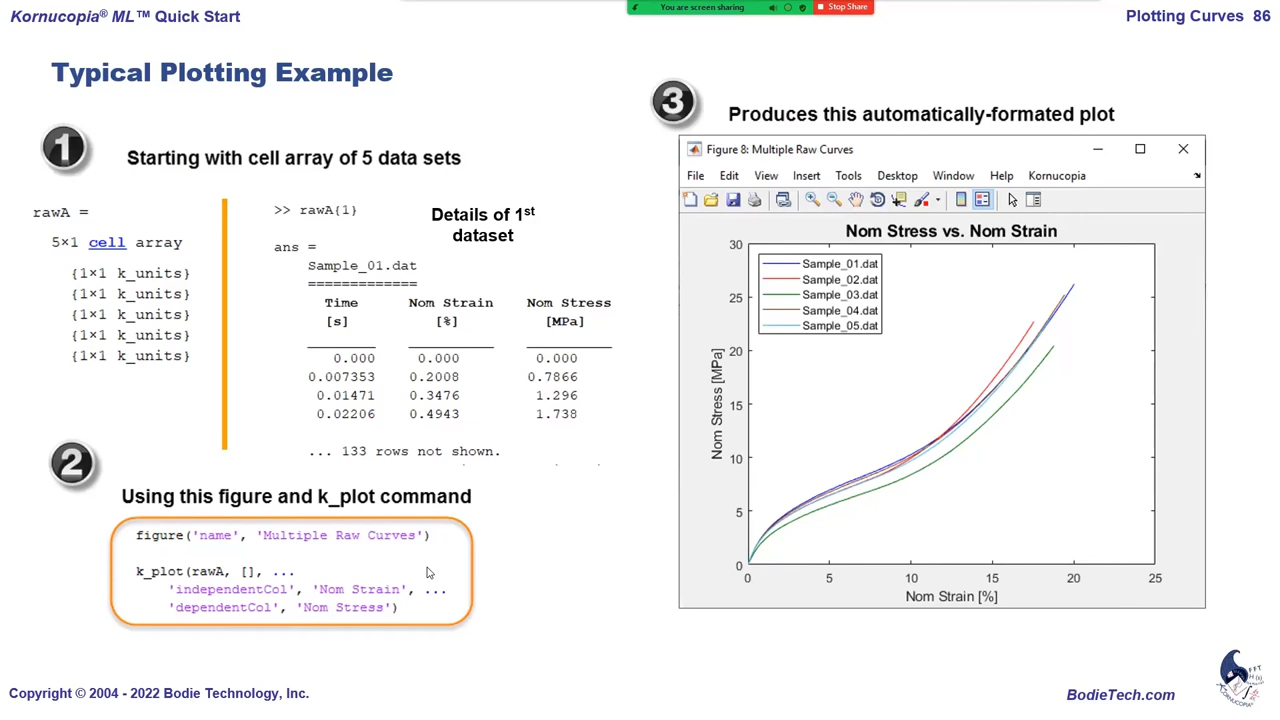 Kornucopia® ML™ Quick Start
You are screen sharing
Stop Share
Plotting Curves 86
Typical Plotting Example
1
Starting with cell array of 5 data sets
rawA =
5×1 cell array
{1×1 k_units}
{1×1 k_units}
{1×1 k_units}
{1×1 k_units}
{1×1 k_units}
>> rawA{1}
Details of 1st
dataset
ans =
Sample_01.dat
=============
Time Nom Strain Nom Stress
[s] [%] [MPa]
0.000 0.000 0.000
0.007353 0.2008 0.7866
0.01471 0.3476 1.296
0.02206 0.4943 1.738
... 133 rows not shown.
2
Using this figure and k_plot command
figure('name', 'Multiple Raw Curves')
k_plot(rawA, [], ...
'independentCol', 'Nom Strain', ...
'dependentCol', 'Nom Stress')
3
Produces this automatically-formated plot
Figure 8: Multiple Raw Curves
File Edit View Insert Tools Desktop Window Help Kornucopia
Nom Stress vs. Nom Strain
Sample_01.dat
Sample_02.dat
Sample_03.dat
Sample_04.dat
Sample_05.dat
30
25
20
15
10
5
0
Nom Stress [MPa]
0 5 10 15 20 25
Nom Strain [%]
Copyright © 2004 - 2022 Bodie Technology, Inc.
BodieTech.com